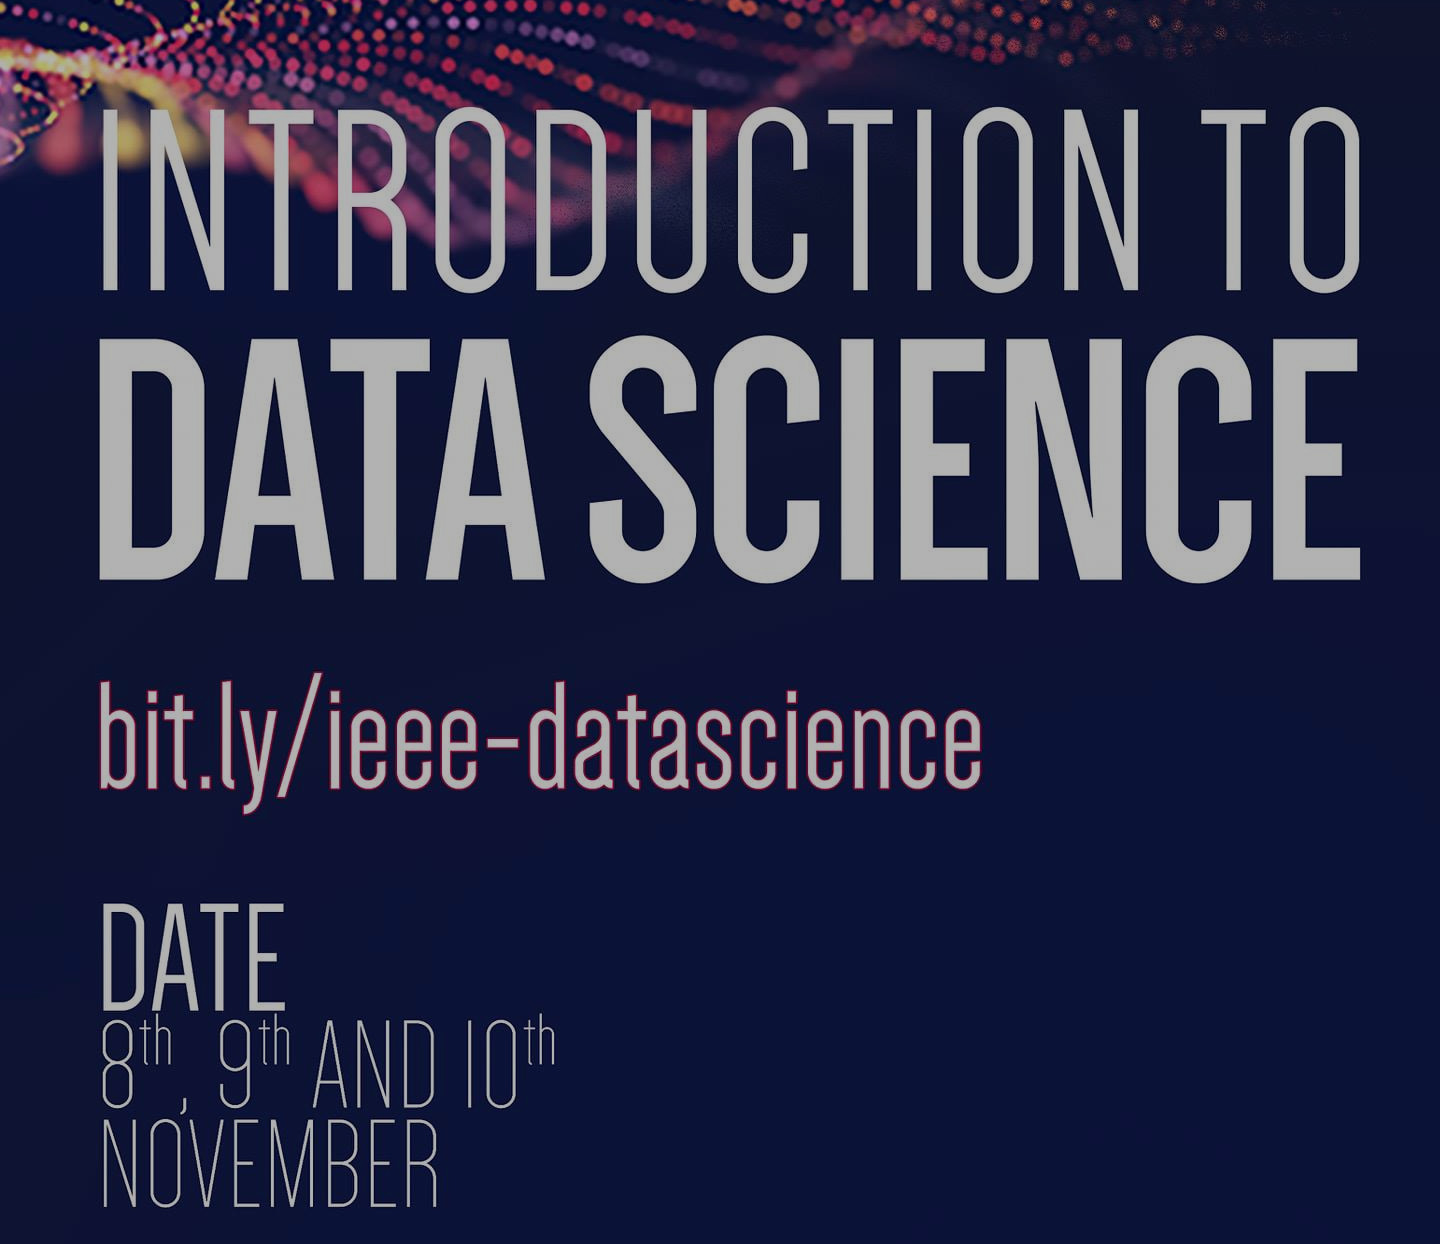 INTRODUCTION TO
DATA SCIENCE
bit.ly/ieee-datascience
DATE
8th, 9th AND 10th
NOVEMBER